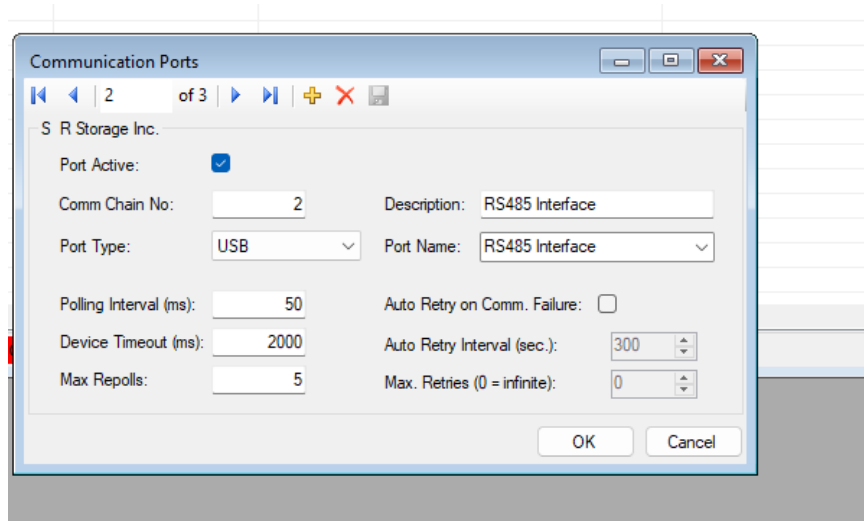 Communication Ports
2 of 3
S R Storage Inc.
Port Active:
Comm Chain No: 2 Description: RS485 Interface
Port Type: USB Port Name: RS485 Interface
Polling Interval (ms): 50 Auto Retry on Comm. Failure:
Device Timeout (ms): 2000 Auto Retry Interval (sec.): 300
Max Repolls: 5 Max. Retries (0 = infinite): 0
OK Cancel